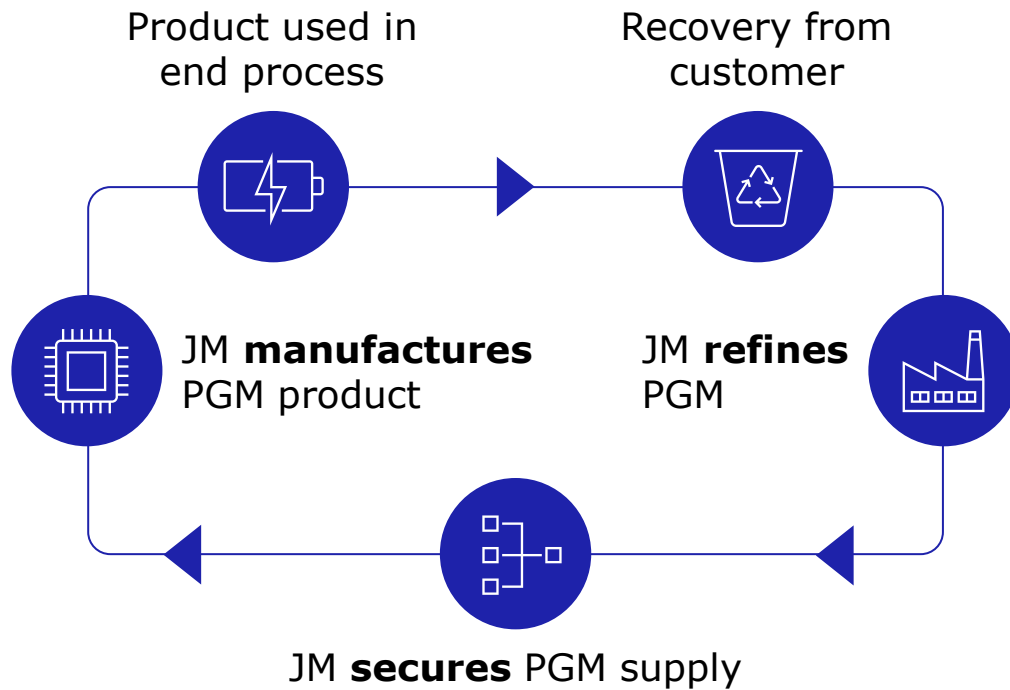 Product used in
end process
Recovery from
customer
JM manufactures
PGM product
JM refines
PGM
JM secures PGM supply